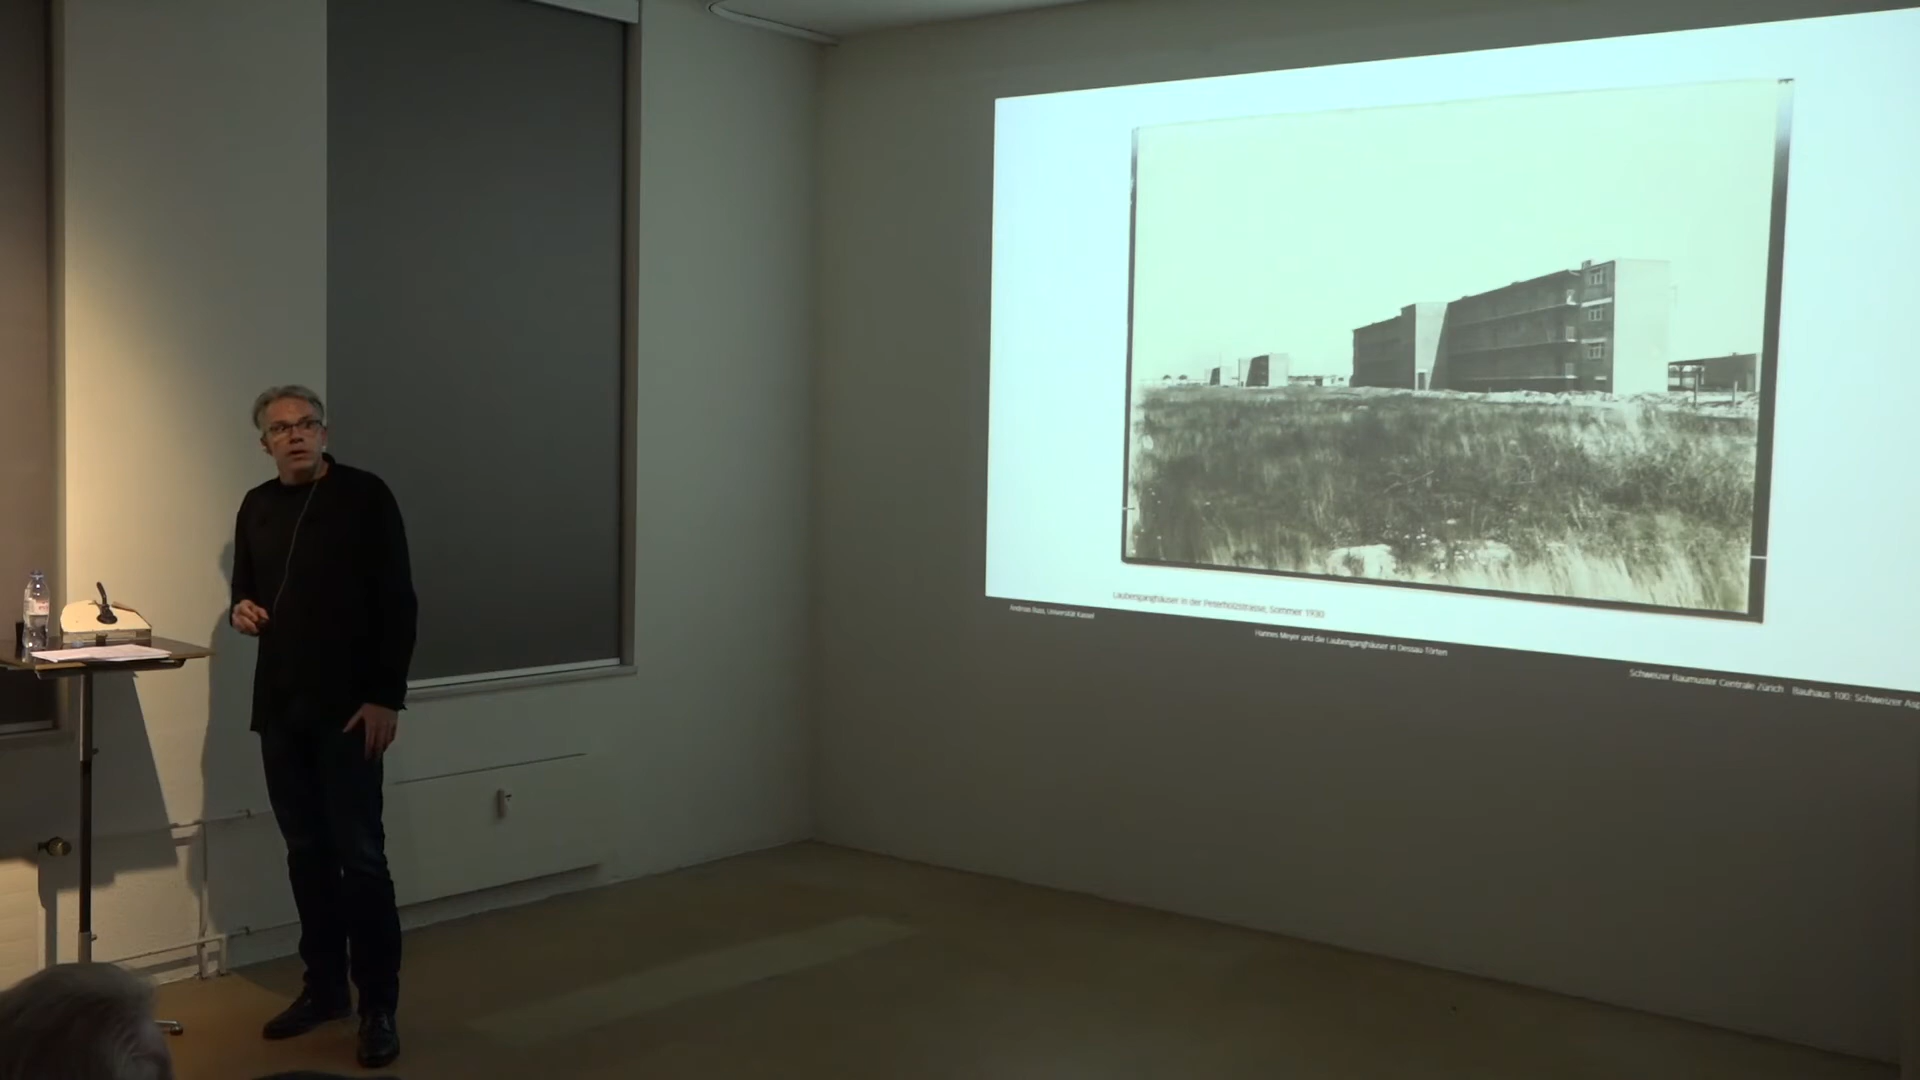 Laubenganghäuser in der Peterholzstrasse, Sommer 1930
Andreas Buss, Universität Kassel
Hannes Meyer und die Laubenganghäuser in Dessau Törten
Schweizer Baumuster Centrale Zürich Bauhaus 100: Schweizer Asp